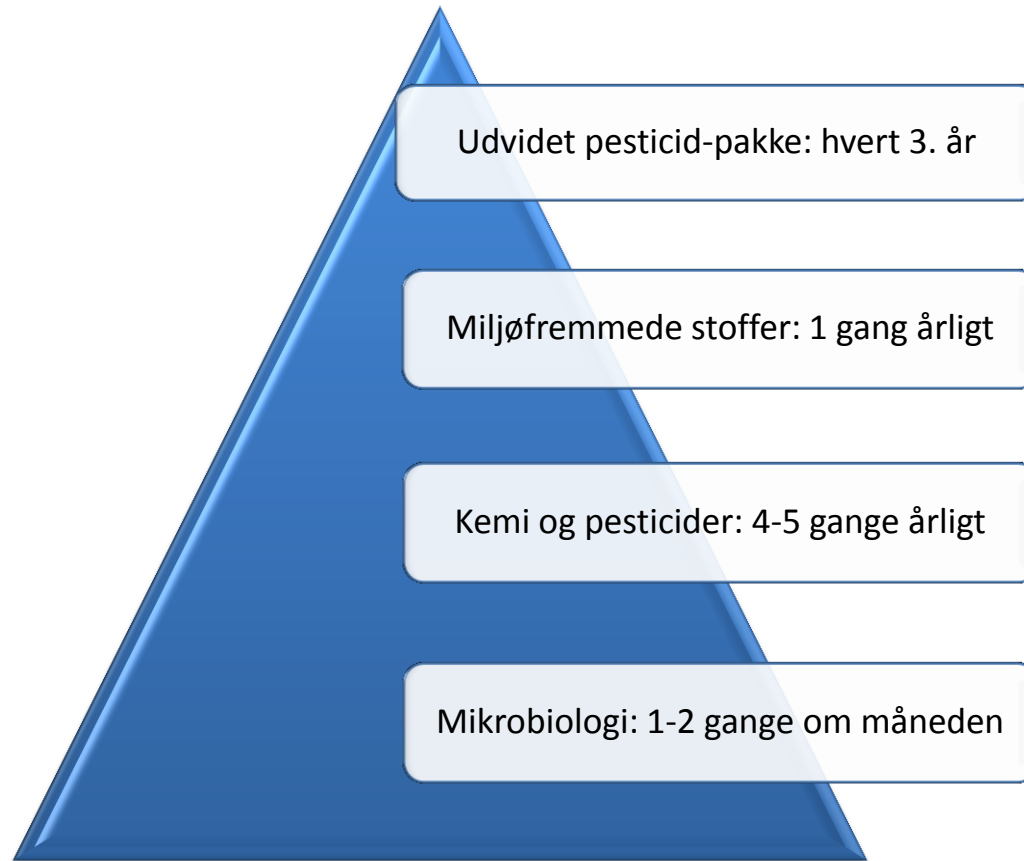 Udvidet pesticid-pakke: hvert 3. år
Miljøfremmede stoffer: 1 gang årligt
Kemi og pesticider: 4-5 gange årligt
Mikrobiologi: 1-2 gange om måneden